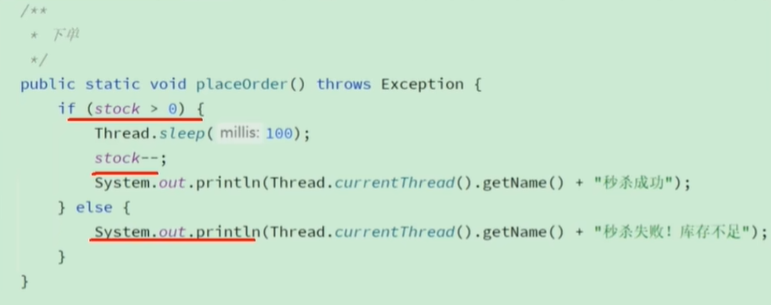 /**
 * 下单
 */
public static void placeOrder() throws Exception {
    if (stock > 0) {
        Thread.sleep( millis: 100);
        stock--;
        System.out.println(Thread.currentThread().getName() + "秒杀成功");
    } else {
        System.out.println(Thread.currentThread().getName() + "秒杀失败！库存不足");
    }
}